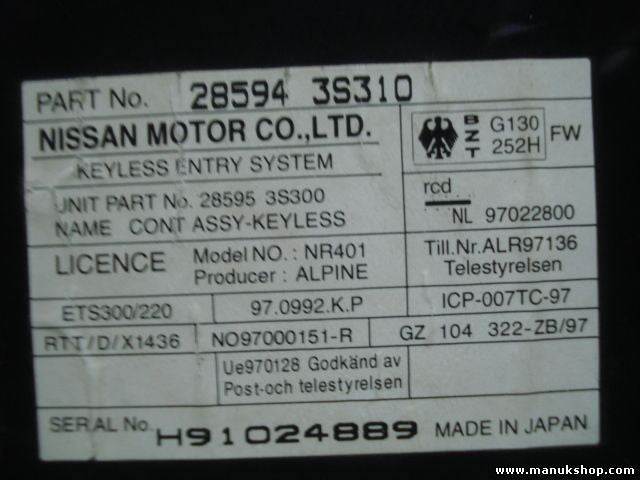 PART No. 28594 3S310
NISSAN MOTOR CO.,LTD.
KEYLESS ENTRY SYSTEM
BZT G130 252H FW
UNIT PART No. 28595 3S300
NAME CONT ASSY-KEYLESS
rcd
NL 97022800
LICENCE Model NO. : NR401
Producer : ALPINE
Till.Nr.ALR97136
Telestyrelsen
ETS300/220 97.0992.K.P ICP-007TC-97
RTT/D/X1436 NO97000151-R GZ 104 322-ZB/97
Ue970128 Godkänd av
Post-och telestyrelsen
SERIAL No. H91024889 MADE IN JAPAN
www.manukshop.com